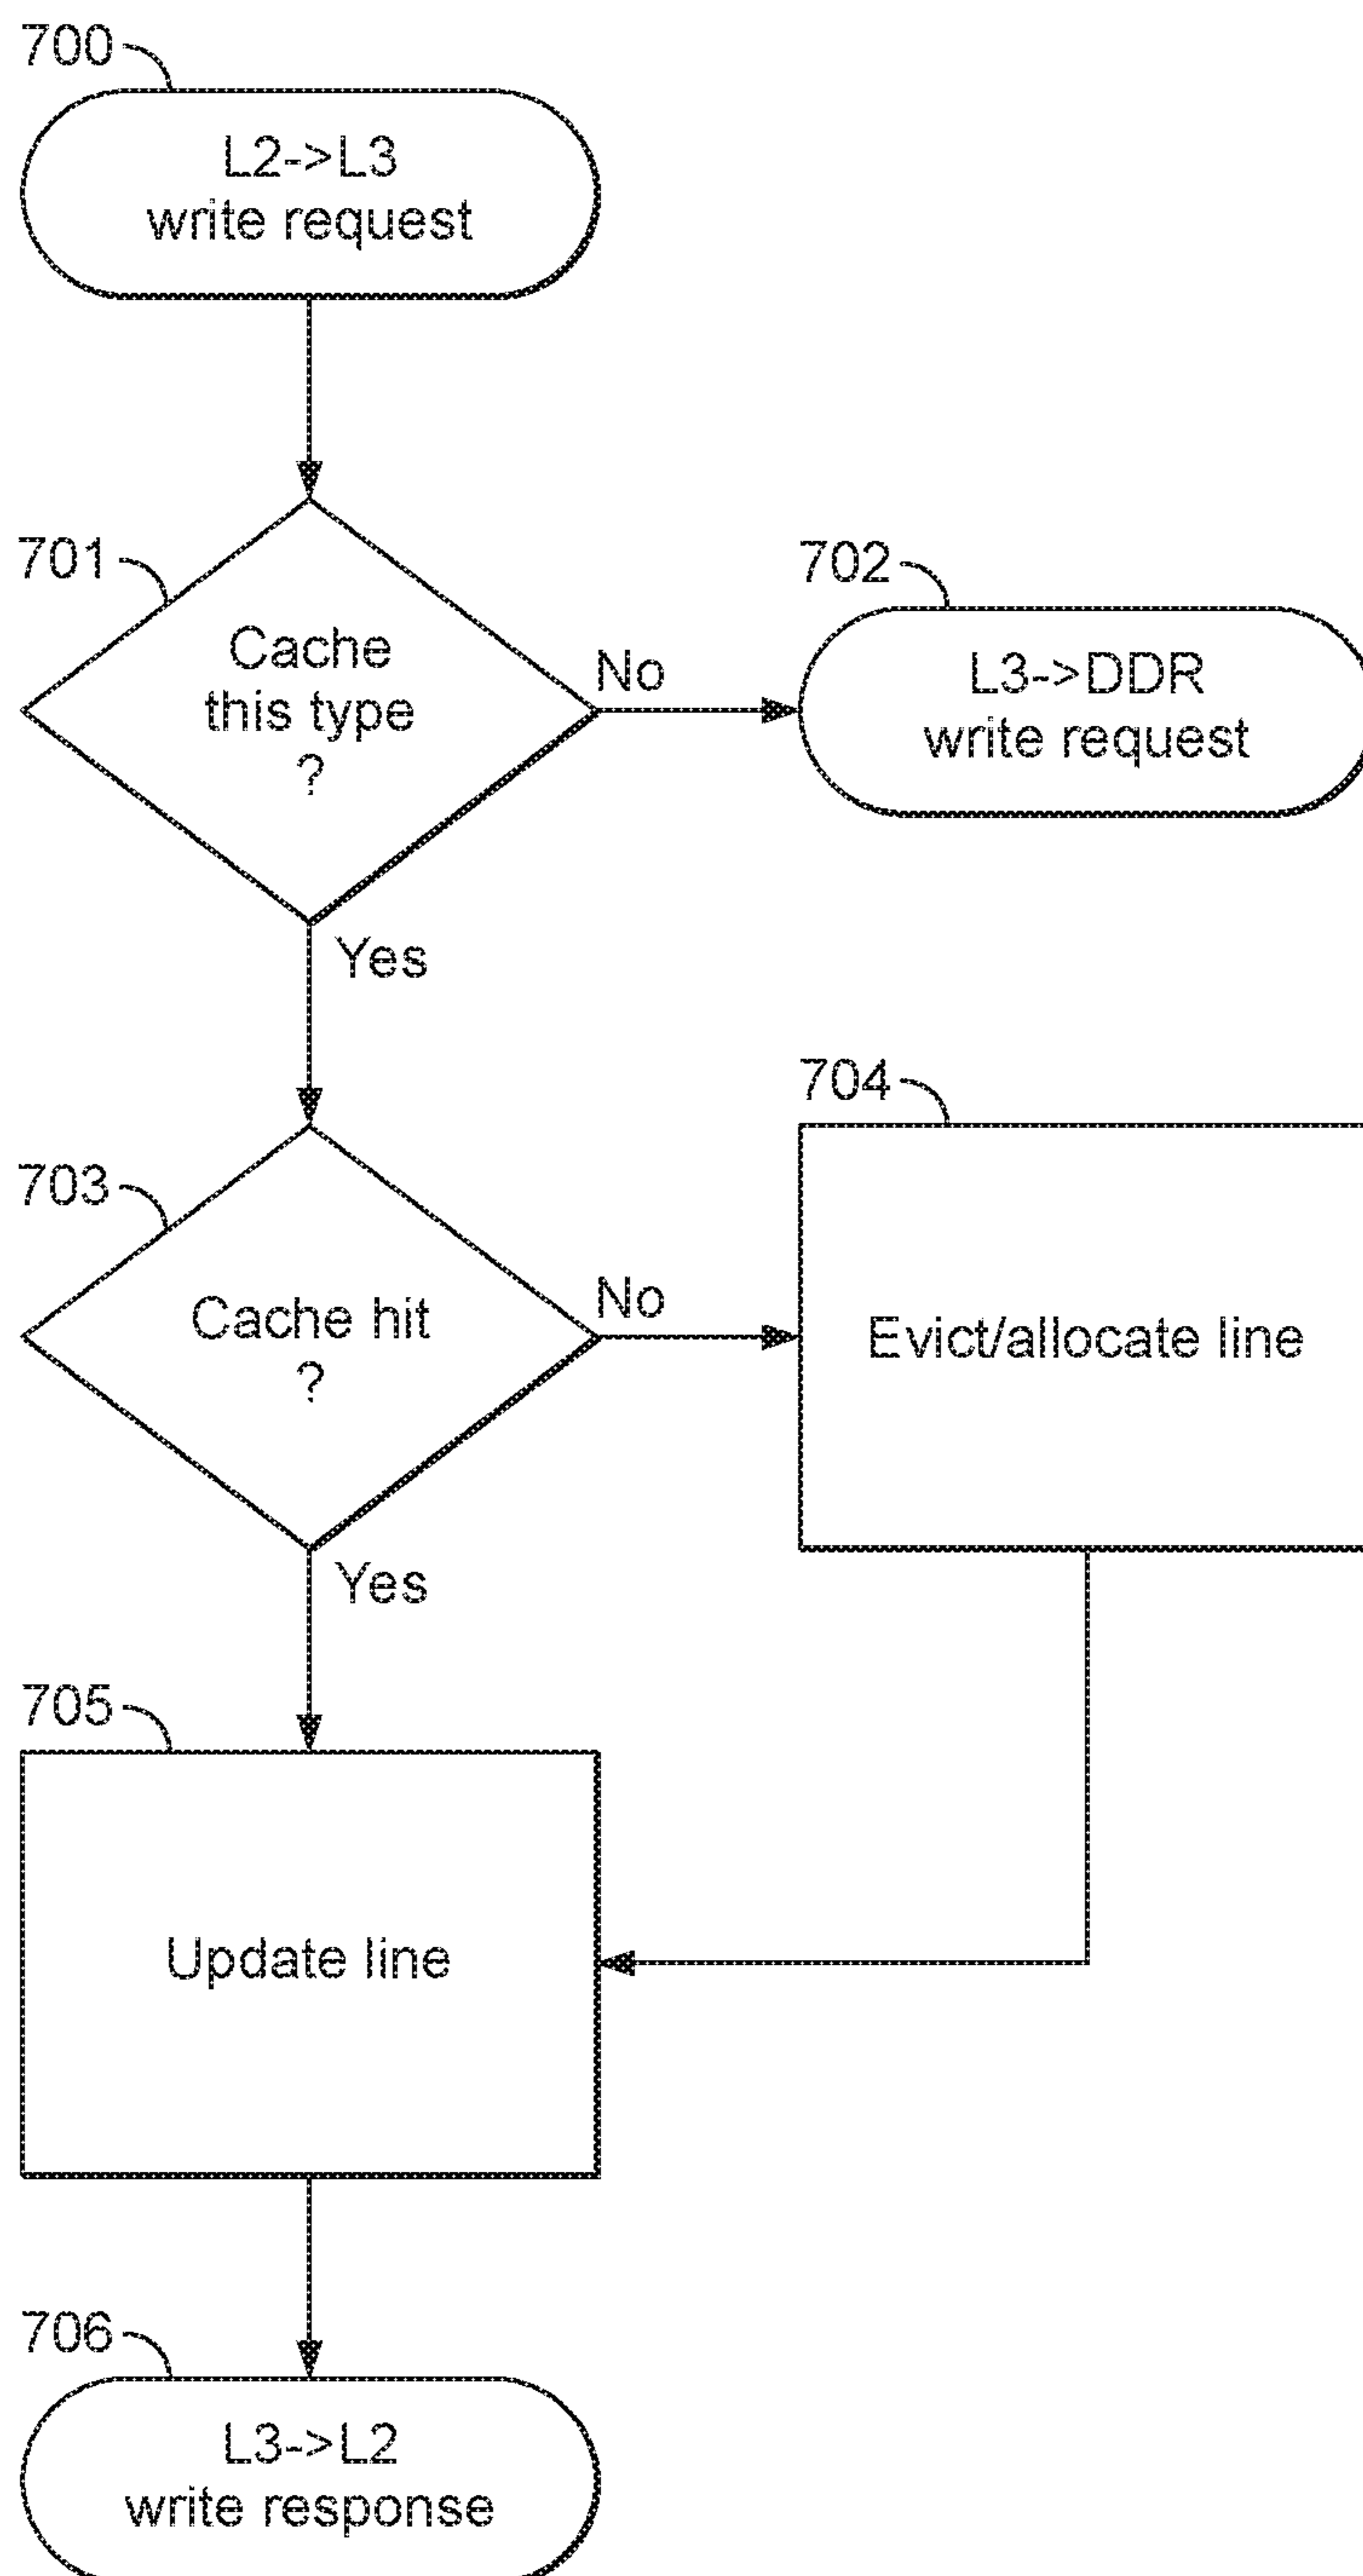 700
L2->L3
write request
701
Cache
this type
?
No
702
L3->DDR
write request
Yes
703
Cache hit
?
No
704
Evict/allocate line
Yes
705
Update line
706
L3->L2
write response